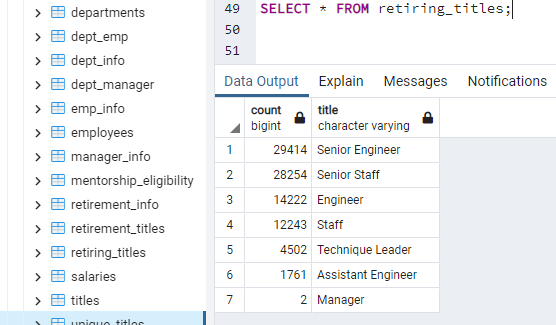 departments
dept_emp
dept_info
dept_manager
emp_info
employees
manager_info
mentorship_eligibility
retirement_info
retirement_titles
retiring_titles
salaries
titles
unique_titles
49 SELECT * FROM retiring_titles;
50
51
Data Output Explain Messages Notifications
count title
bigint character varying
1 29414 Senior Engineer
2 28254 Senior Staff
3 14222 Engineer
4 12243 Staff
5 4502 Technique Leader
6 1761 Assistant Engineer
7 2 Manager